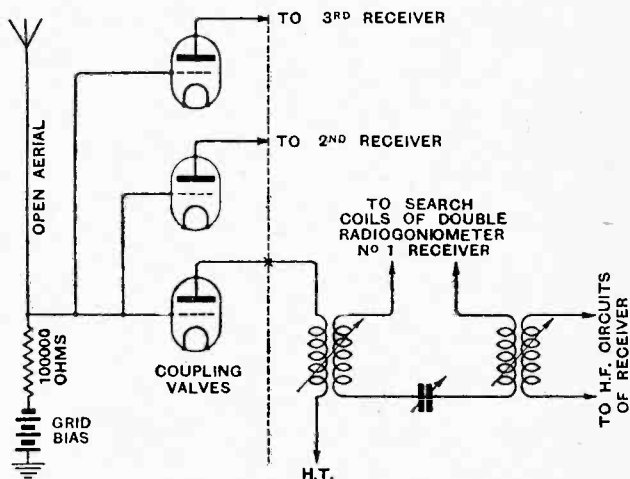 TO 3RD RECEIVER
TO 2ND RECEIVER
OPEN AERIAL
TO SEARCH
COILS OF DOUBLE
RADIOGONIOMETER
Nº 1 RECEIVER
100000
OHMS
COUPLING
VALVES
GRID
BIAS
H.T.
TO H.F. CIRCUITS
OF RECEIVER